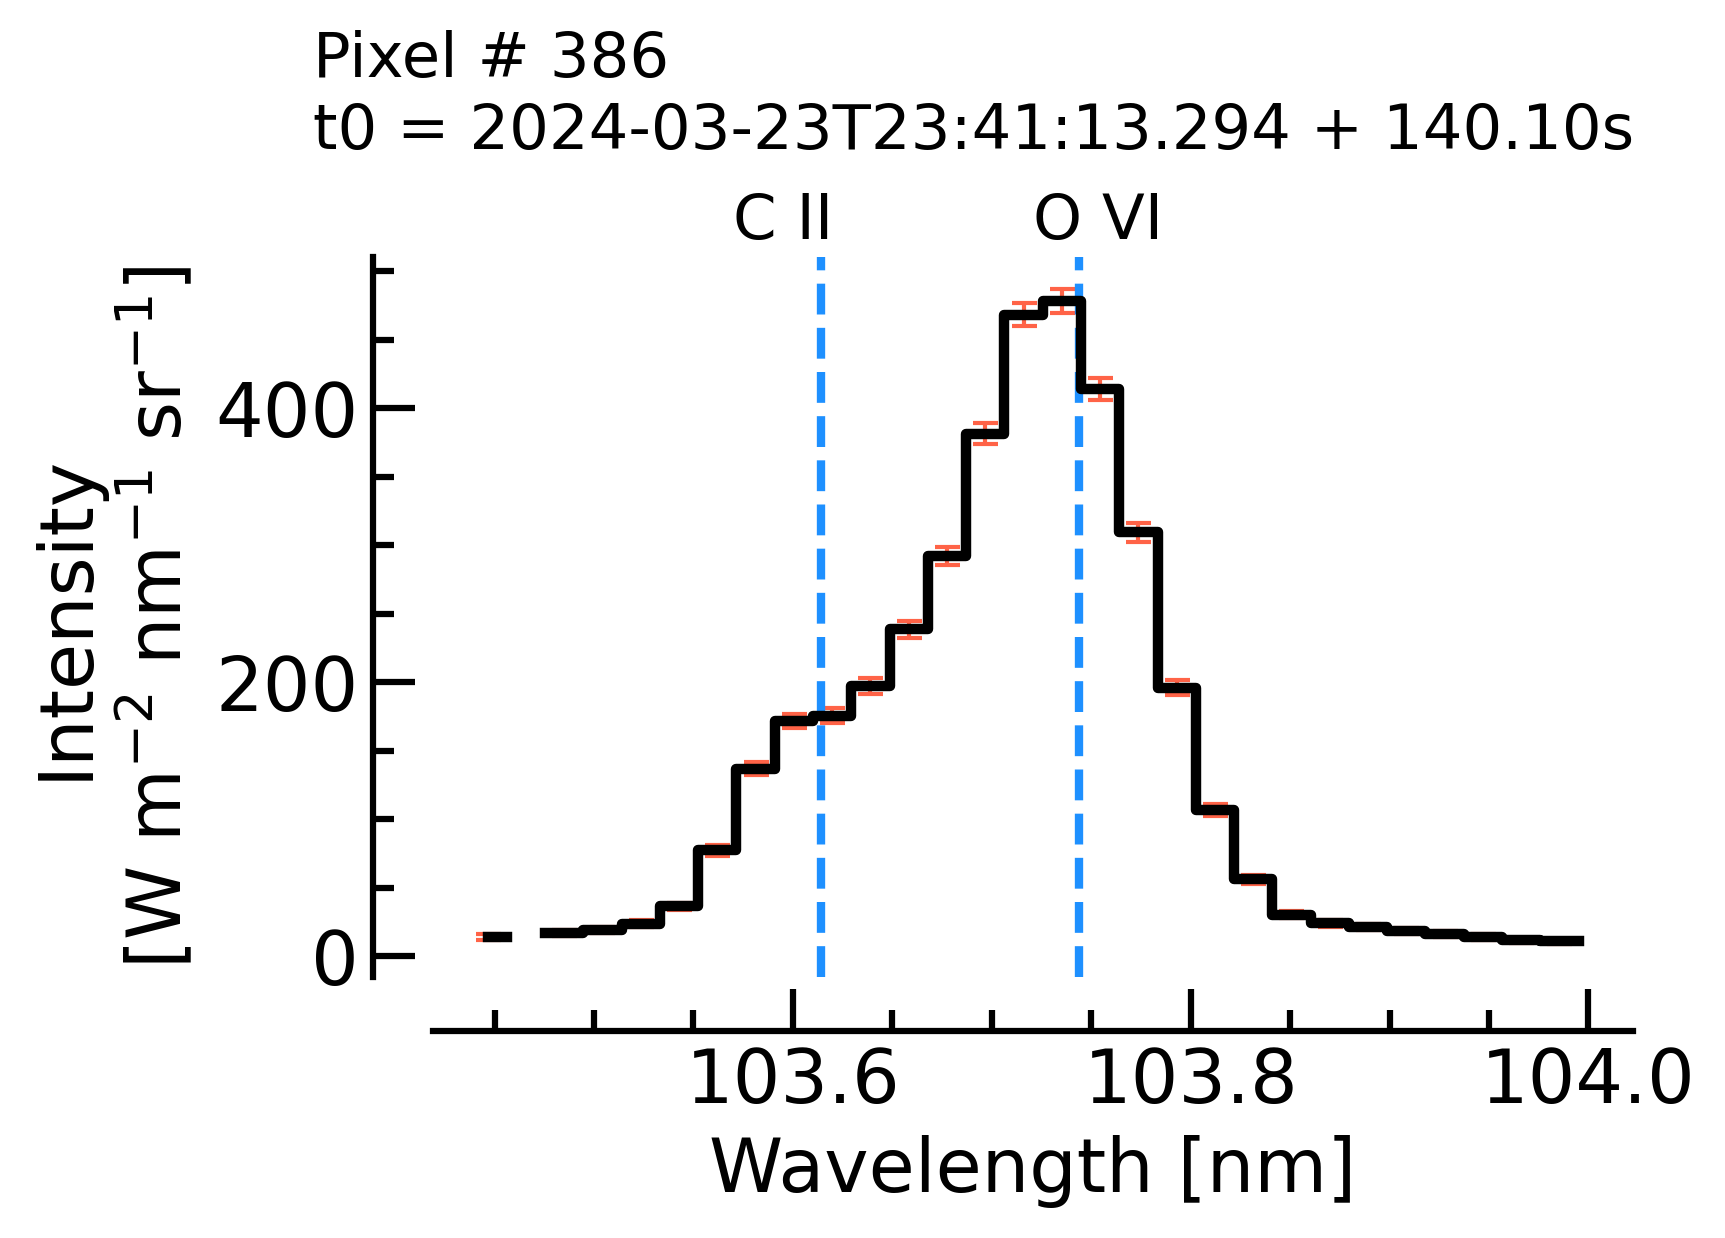 Pixel # 386
t0 = 2024-03-23T23:41:13.294 + 140.10s
C II O VI
Intensity
[W m⁻² nm⁻¹ sr⁻¹]
400
200
0
103.6 103.8 104.0
Wavelength [nm]